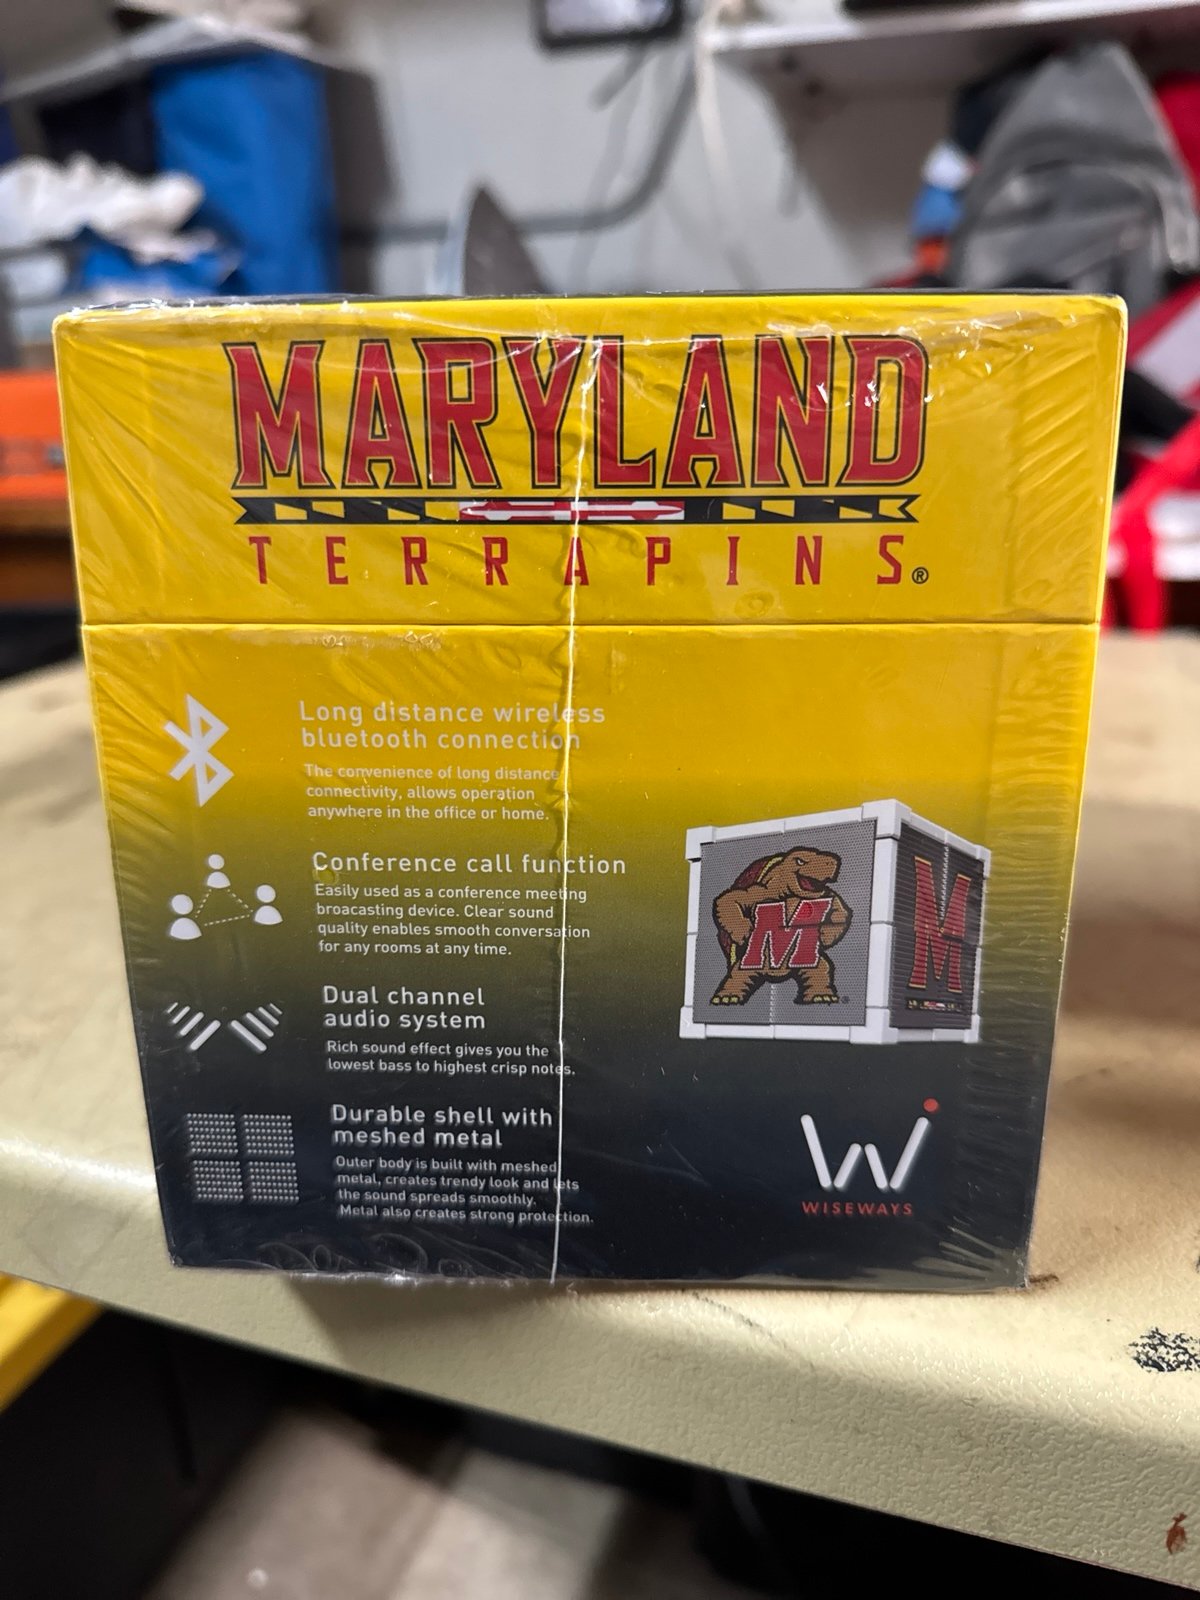 MARYLAND
TERRAPINS®
Long distance wireless
bluetooth connection
The convenience of long distance
connectivity, allows operation
anywhere in the office or home.
Conference call function
Easily used as a conference meeting
broacasting device. Clear sound
quality enables smooth conversation
for any rooms at any time.
Dual channel
audio system
Rich sound effect gives you the
lowest bass to highest crisp notes.
Durable shell with
meshed metal
Outer body is built with meshed
metal, creates trendy look and lets
the sound spreads smoothly.
Metal also creates strong protection.
M
M
Wi
WISEWAYS